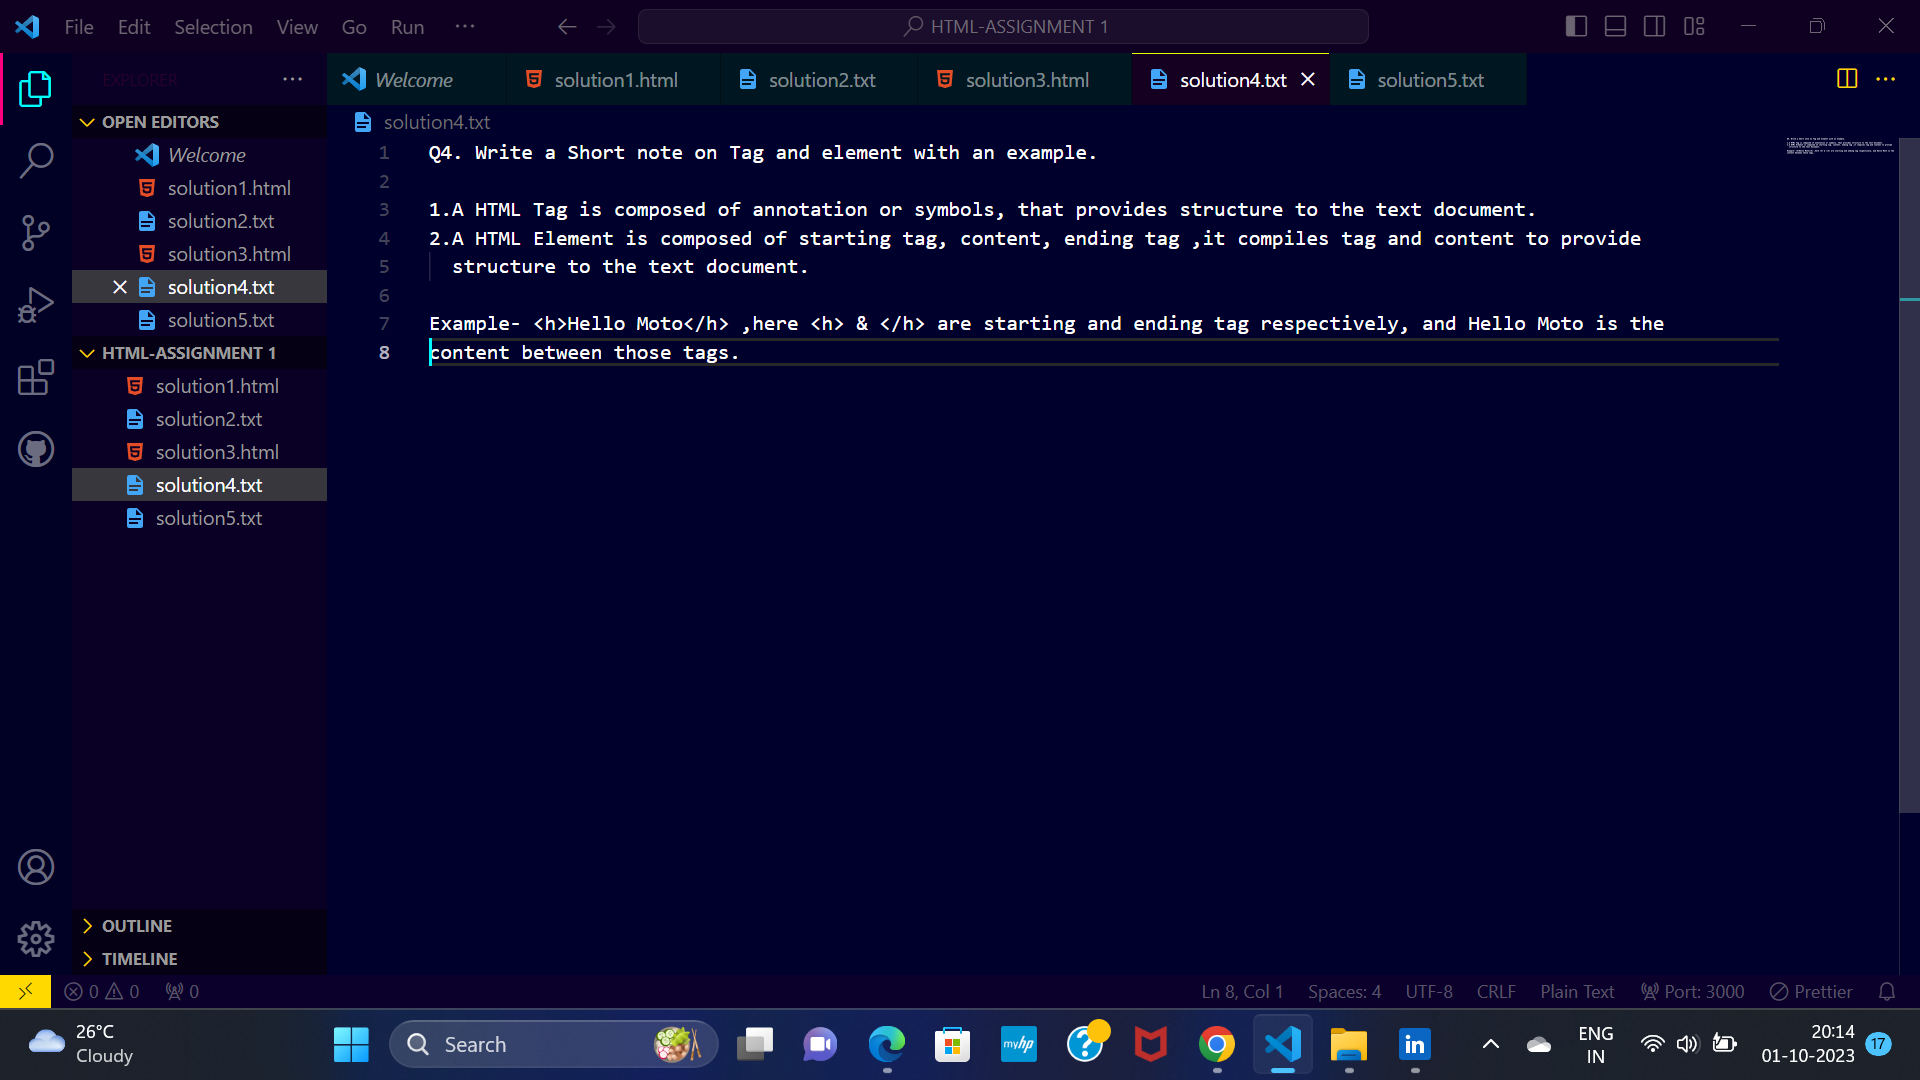 File Edit Selection View Go Run ··· HTML-ASSIGNMENT 1
EXPLORER ···
Welcome solution1.html solution2.txt solution3.html solution4.txt solution5.txt
OPEN EDITORS
Welcome
solution1.html
solution2.txt
solution3.html
solution4.txt
solution5.txt
HTML-ASSIGNMENT 1
solution1.html
solution2.txt
solution3.html
solution4.txt
solution5.txt
OUTLINE
TIMELINE
solution4.txt
1 Q4. Write a Short note on Tag and element with an example.
2
3 1.A HTML Tag is composed of annotation or symbols, that provides structure to the text document.
4 2.A HTML Element is composed of starting tag, content, ending tag ,it compiles tag and content to provide
5 structure to the text document.
6
7 Example- <h>Hello Moto</h> ,here <h> & </h> are starting and ending tag respectively, and Hello Moto is the
8 content between those tags.
0 0 0 Ln 8, Col 1 Spaces: 4 UTF-8 CRLF Plain Text Port: 3000 Prettier
26°C
Cloudy
Search
myhp
in
ENG
IN
20:14
01-10-2023
17